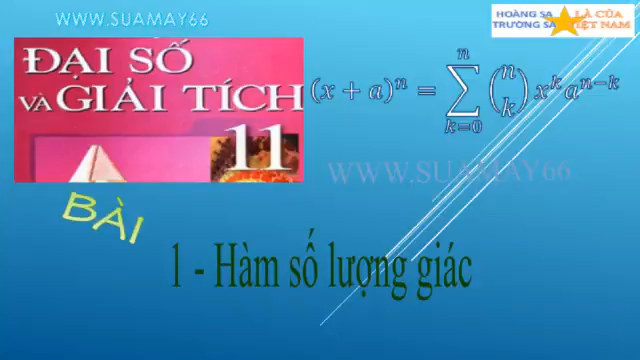 WWW.SUAMAY66
HOÀNG SA LÀ CỦA
TRƯỜNG SA VIỆT NAM
ĐẠI SỐ
VÀ GIẢI TÍCH
11
(x + a)^n = \sum_{k=0}^{n} \binom{n}{k} x^k a^{n-k}
WWW.SUAMAY66
BÀI
1 - Hàm số lượng giác